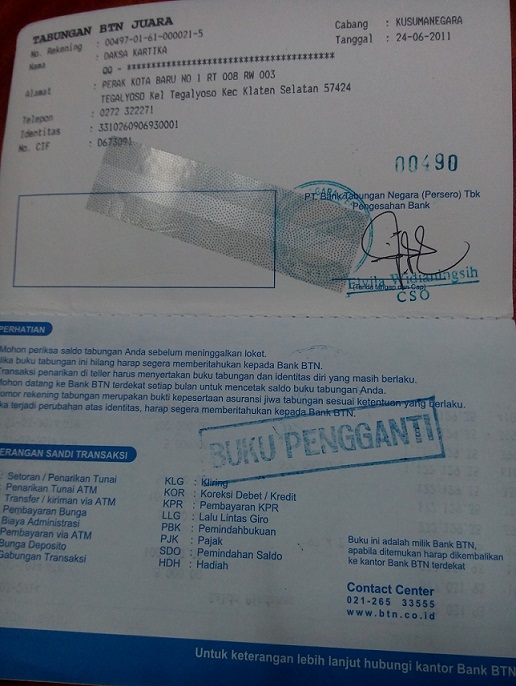 TABUNGAN BTN JUARA
Cabang : KUSUMANEGARA
No. Rekening : 00497-01-61-000021-5
Tanggal : 24-06-2011
Nama : DAKSA KARTIKA
QQ - ****************************************
Alamat : PERAK KOTA BARU NO 1 RT 008 RW 003
TEGALYOSO Kel Tegalyoso Kec Klaten Selatan 57424
Telepon : 0272 322271
Identitas : 3310260906930001
No. CIF : D673091
00490
PT. Bank Tabungan Negara (Persero) Tbk
Pengesahan Bank
Widianingsih
CSO
PERHATIAN
Mohon periksa saldo tabungan Anda sebelum meninggalkan loket.
Jika buku tabungan ini hilang harap segera memberitahukan kepada Bank BTN.
Transaksi penarikan di teller harus menyertakan buku tabungan dan identitas diri yang masih berlaku.
Mohon datang ke Bank BTN terdekat setiap bulan untuk mencetak saldo buku tabungan Anda.
Nomor rekening tabungan merupakan bukti kepesertaan asuransi jiwa tabungan sesuai ketentuan yang berlaku.
ka terjadi perubahan atas identitas, harap segera memberitahukan kepada Bank BTN.
BUKU PENGGANTI
ERANGAN SANDI TRANSAKSI
: Setoran / Penarikan Tunai
: Penarikan Tunai ATM
: Transfer / kiriman via ATM
Pembayaran Bunga
Biaya Administrasi
Pembayaran via ATM
Bunga Deposito
Gabungan Transaksi
KLG : Kliring
KOR : Koreksi Debet / Kredit
KPR : Pembayaran KPR
LLG : Lalu Lintas Giro
PBK : Pemindahbukuan
PJK : Pajak
SDO : Pemindahan Saldo
HDH : Hadiah
Buku ini adalah milik Bank BTN,
apabila ditemukan harap dikembalikan
ke kantor Bank BTN terdekat
Contact Center
021-265 33555
www.btn.co.id
Untuk keterangan lebih lanjut hubungi kantor Bank BTN